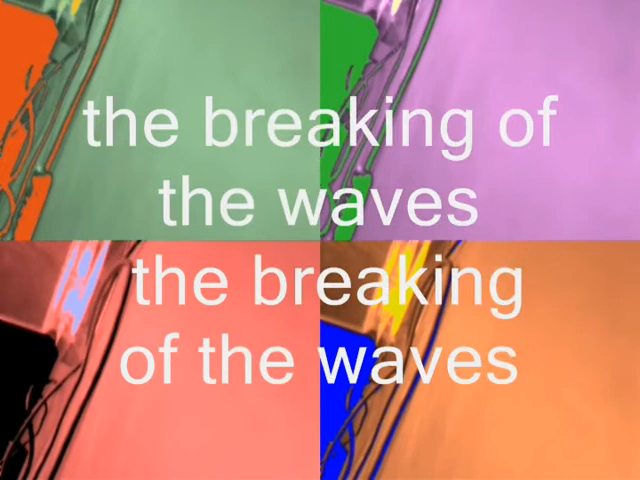 the breaking of
the waves
the breaking
of the waves